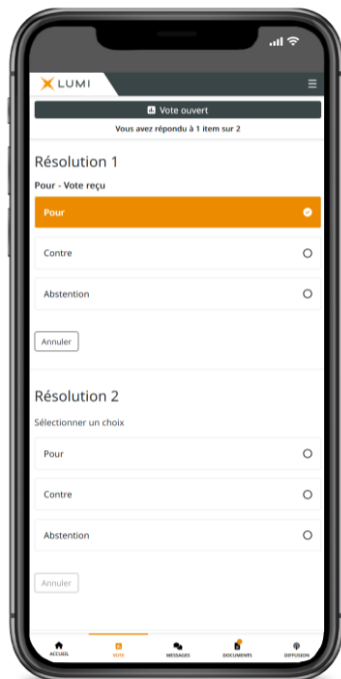 LUMI
Vote ouvert
Vous avez répondu à 1 item sur 2
Résolution 1
Pour - Vote reçu
Pour
Contre
Abstention
Annuler
Résolution 2
Sélectionner un choix
Pour
Contre
Abstention
Annuler
ACCUEIL VOTE MESSAGES DOCUMENTS DIFFUSION